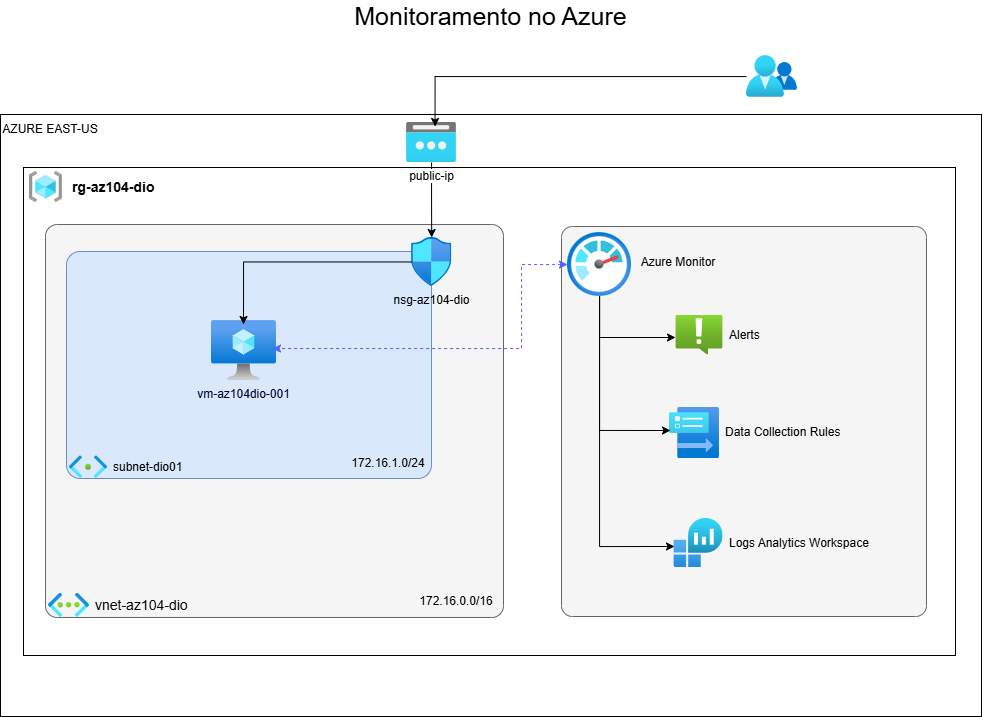 Monitoramento no Azure
AZURE EAST-US
public-ip
rg-az104-dio
nsg-az104-dio
Azure Monitor
Alerts
vm-az104dio-001
Data Collection Rules
subnet-dio01
172.16.1.0/24
Logs Analytics Workspace
vnet-az104-dio
172.16.0.0/16